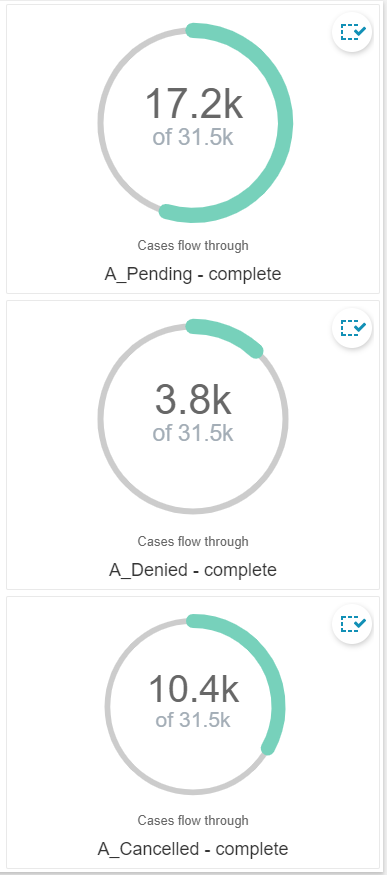 17.2k
of 31.5k
Cases flow through
A_Pending - complete
3.8k
of 31.5k
Cases flow through
A_Denied - complete
10.4k
of 31.5k
Cases flow through
A_Cancelled - complete